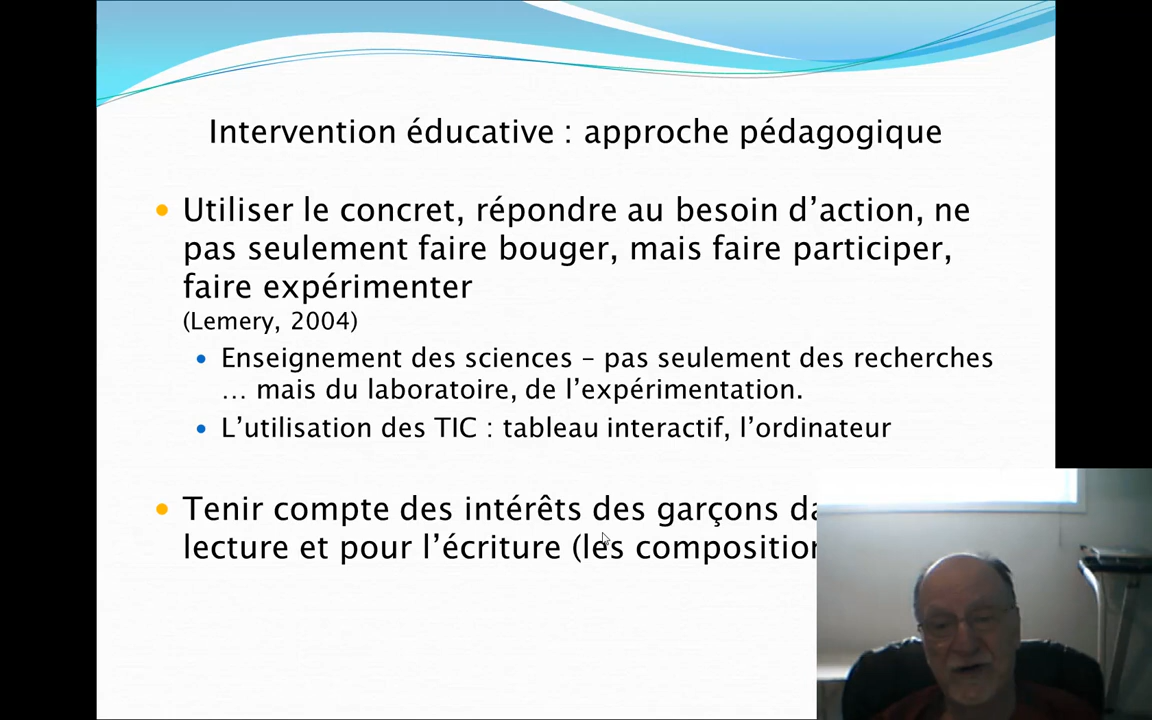 Intervention éducative : approche pédagogique
• Utiliser le concret, répondre au besoin d’action, ne
pas seulement faire bouger, mais faire participer,
faire expérimenter
(Lemery, 2004)
• Enseignement des sciences – pas seulement des recherches
… mais du laboratoire, de l’expérimentation.
• L’utilisation des TIC : tableau interactif, l’ordinateur
• Tenir compte des intérêts des garçons
lecture et pour l’écriture (les